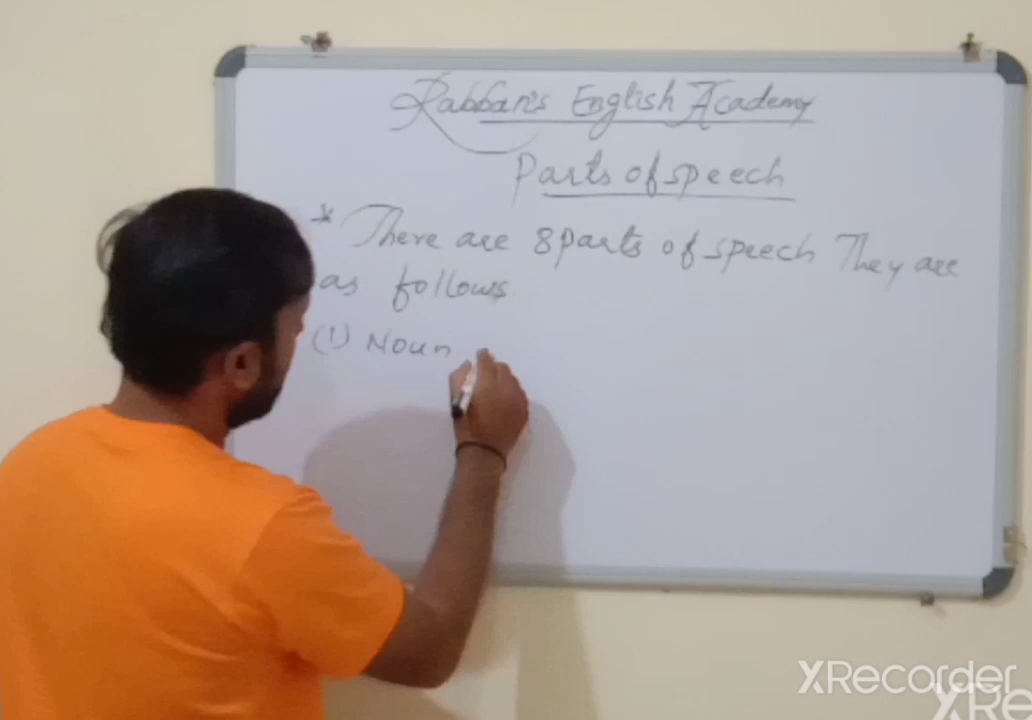 Rabbani's English Academy
Parts of speech
* There are 8 parts of speech They are
as follows.
(1) Noun
XRecorder
XRe